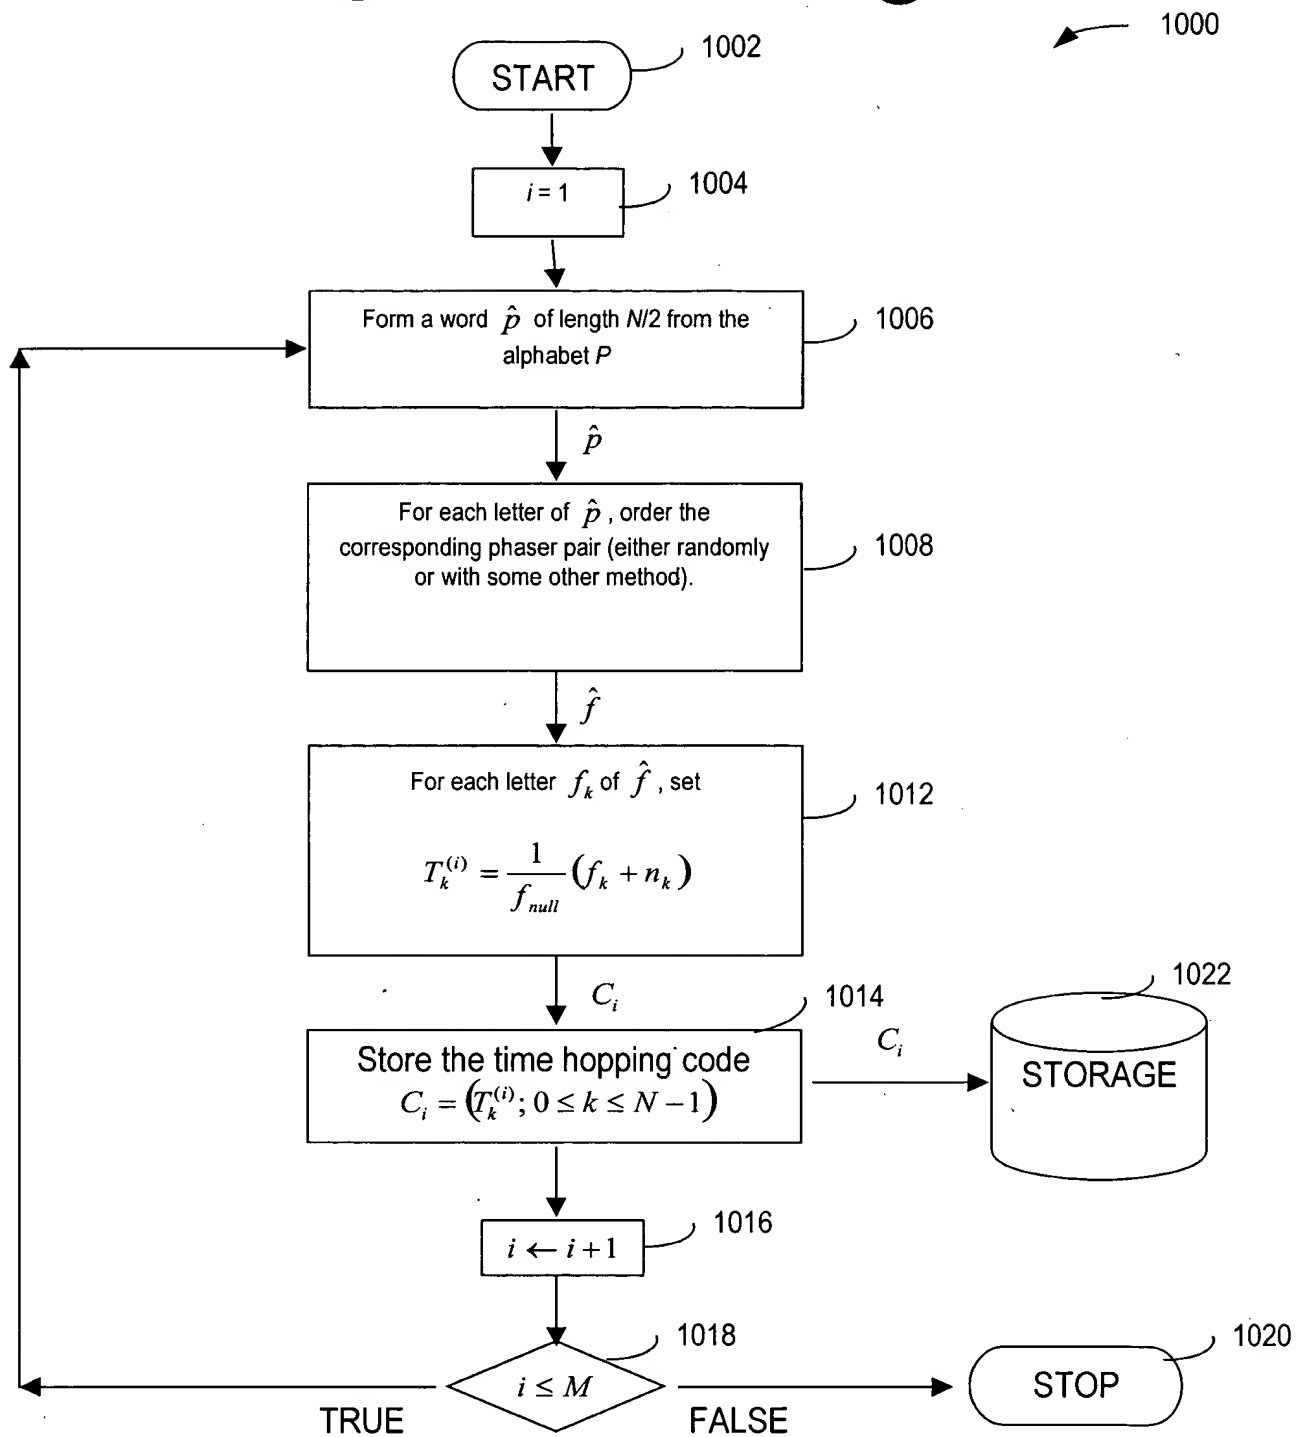 1000
START
1002
i = 1
1004
Form a word p̂ of length N/2 from the
alphabet P
1006
p̂
For each letter of p̂ , order the
corresponding phaser pair (either randomly
or with some other method).
1008
f̂
For each letter f_k of f̂ , set
T_k^(i) = 1/f_null (f_k + n_k)
1012
C_i
1014
Store the time hopping code
C_i = (T_k^(i); 0 ≤ k ≤ N − 1)
C_i
1022
STORAGE
i ← i + 1
1016
1018
i ≤ M
TRUE
FALSE
STOP
1020